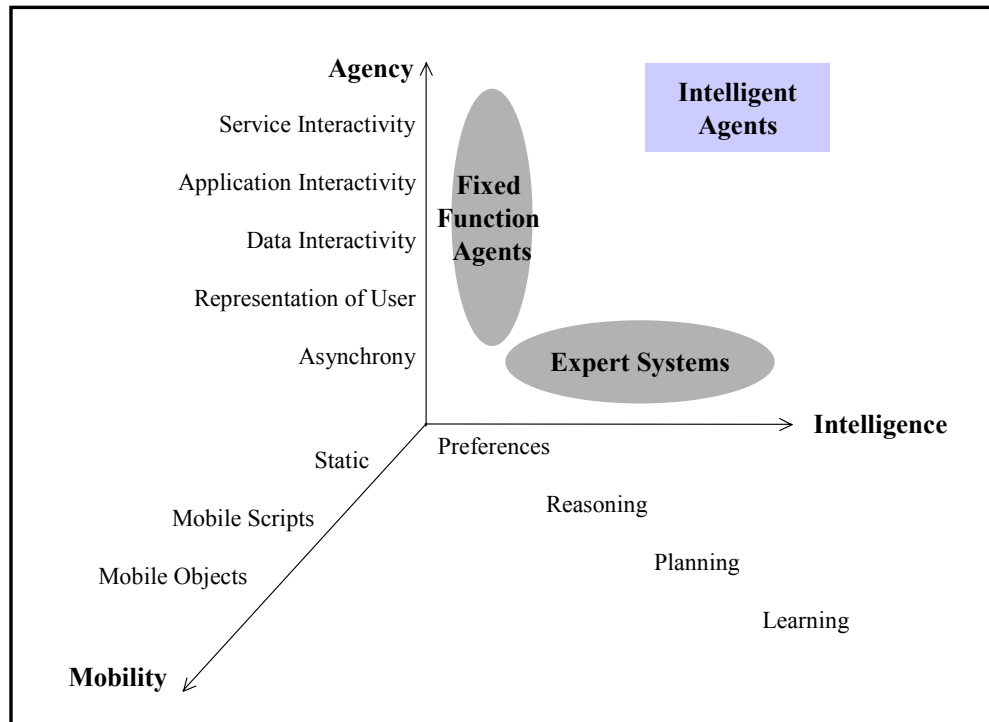 Agency
Service Interactivity
Application Interactivity
Data Interactivity
Representation of User
Asynchrony
Intelligent
Agents
Fixed
Function
Agents
Expert Systems
Intelligence
Preferences
Reasoning
Planning
Learning
Static
Mobile Scripts
Mobile Objects
Mobility